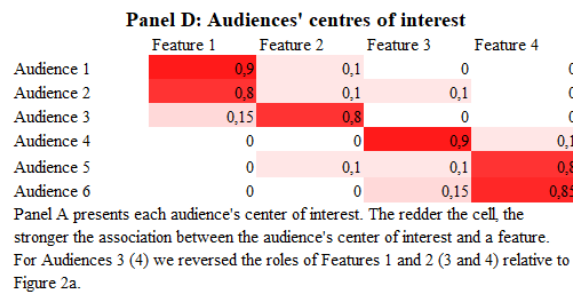 Panel D: Audiences' centres of interest
Feature 1 Feature 2 Feature 3 Feature 4
Audience 1 0,9 0,1 0 0
Audience 2 0,8 0,1 0,1 0
Audience 3 0,15 0,8 0 0
Audience 4 0 0 0,9 0,1
Audience 5 0 0,1 0,1 0,8
Audience 6 0 0 0,15 0,85
Panel A presents each audience's center of interest. The redder the cell, the
stronger the association between the audience's center of interest and a feature.
For Audiences 3 (4) we reversed the roles of Features 1 and 2 (3 and 4) relative to
Figure 2a.